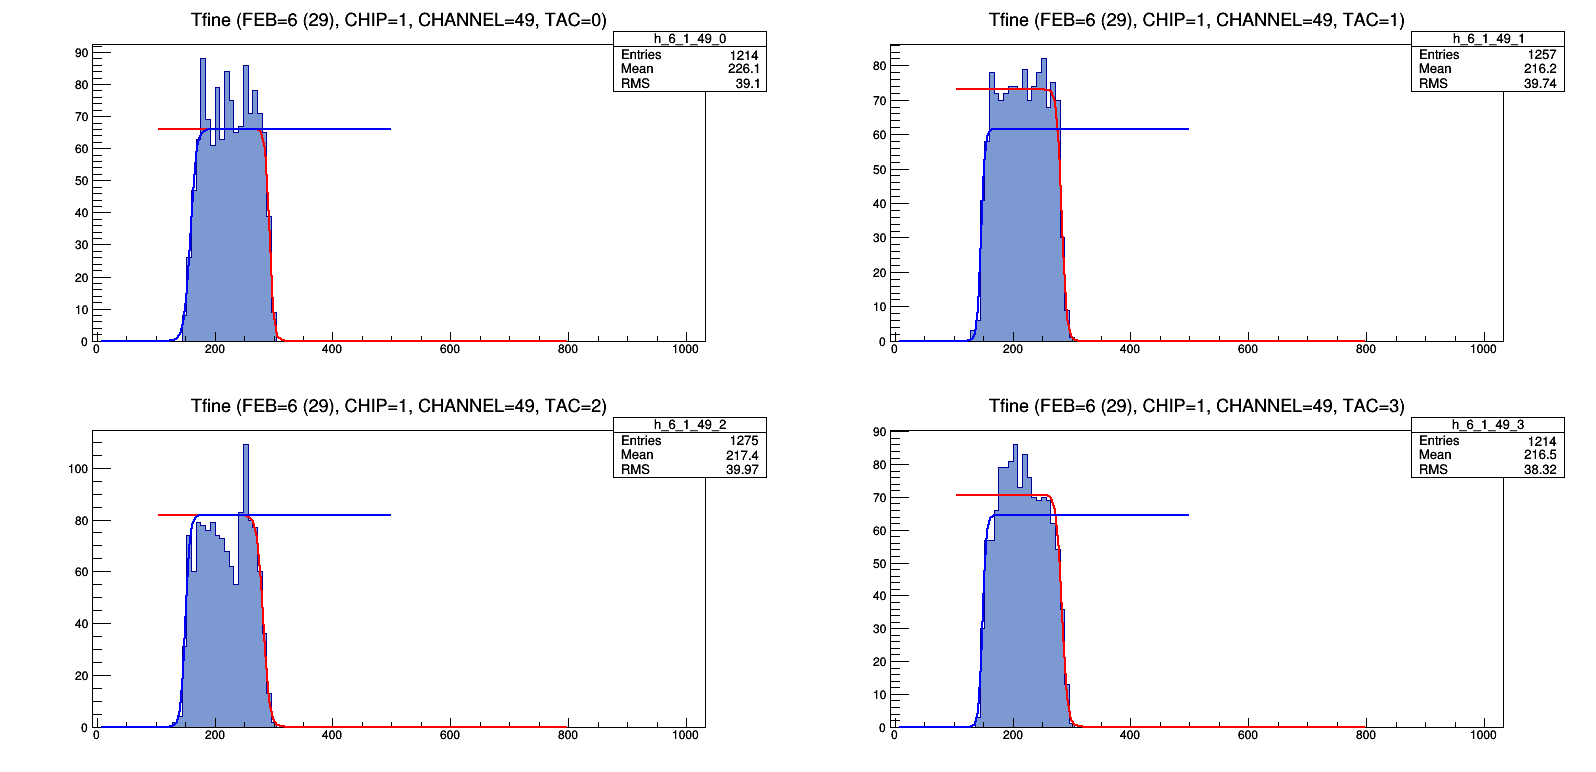 Tfine (FEB=6 (29), CHIP=1, CHANNEL=49, TAC=0)
h_6_1_49_0
Entries 1214
Mean 226.1
RMS 39.1
90
80
70
60
50
40
30
20
10
0
0 200 400 600 800 1000
Tfine (FEB=6 (29), CHIP=1, CHANNEL=49, TAC=1)
h_6_1_49_1
Entries 1257
Mean 216.2
RMS 39.74
80
70
60
50
40
30
20
10
0
0 200 400 600 800 1000
Tfine (FEB=6 (29), CHIP=1, CHANNEL=49, TAC=2)
h_6_1_49_2
Entries 1275
Mean 217.4
RMS 39.97
100
80
60
40
20
0
0 200 400 600 800 1000
Tfine (FEB=6 (29), CHIP=1, CHANNEL=49, TAC=3)
h_6_1_49_3
Entries 1214
Mean 216.5
RMS 38.32
90
80
70
60
50
40
30
20
10
0
0 200 400 600 800 1000